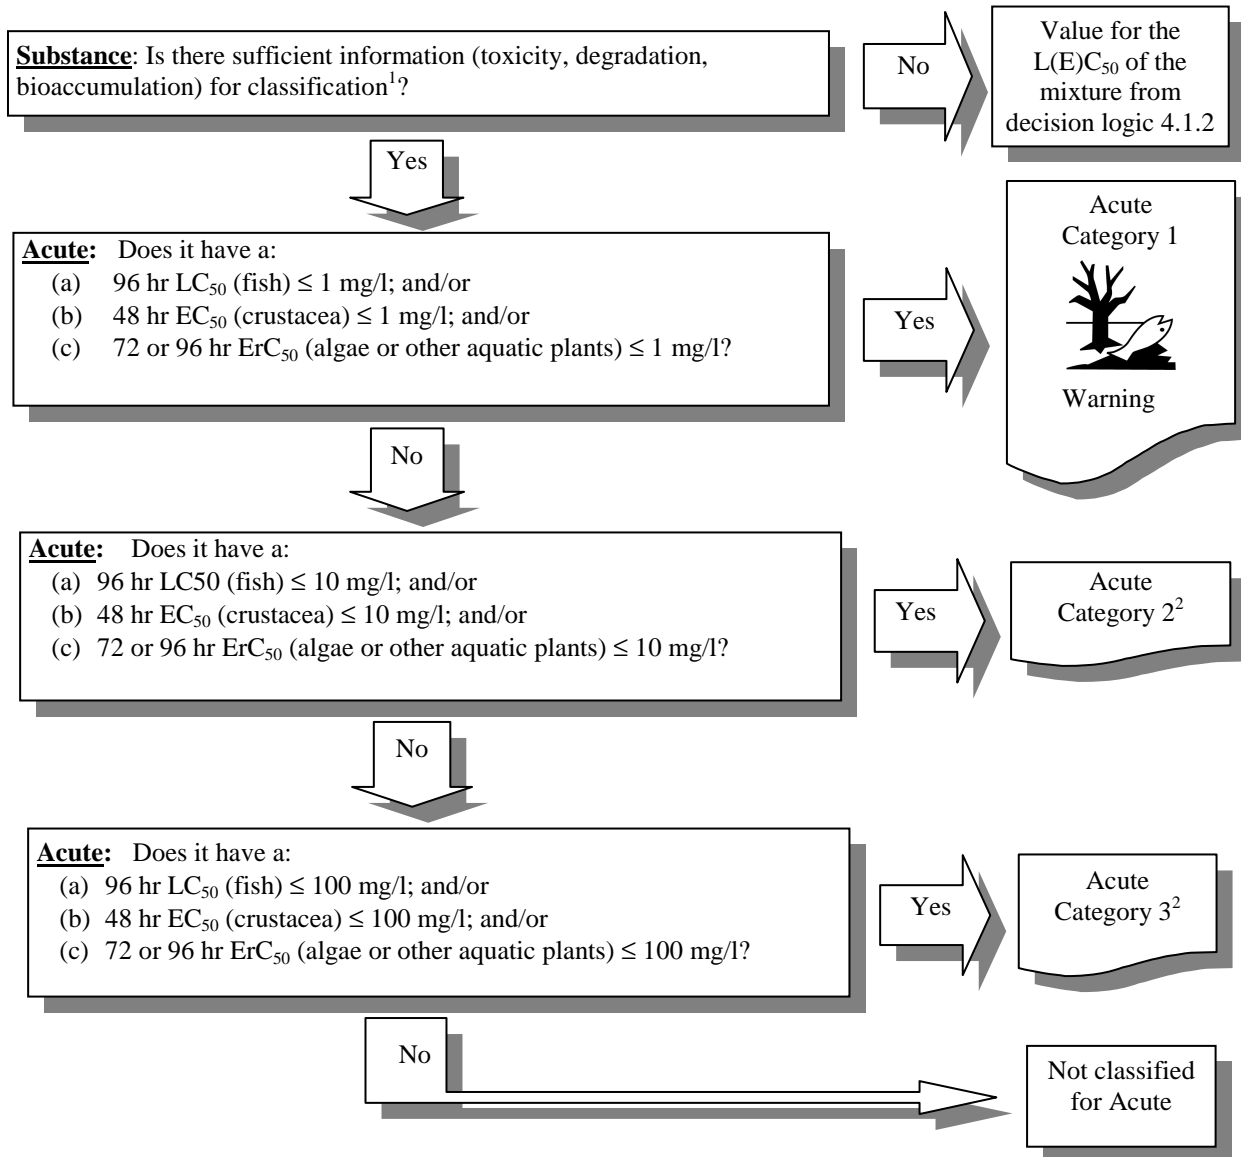 Substance: Is there sufficient information (toxicity, degradation,
bioaccumulation) for classification¹?
No
Value for the
L(E)C₅₀ of the
mixture from
decision logic 4.1.2
Yes
Acute: Does it have a:
(a) 96 hr LC₅₀ (fish) ≤ 1 mg/l; and/or
(b) 48 hr EC₅₀ (crustacea) ≤ 1 mg/l; and/or
(c) 72 or 96 hr ErC₅₀ (algae or other aquatic plants) ≤ 1 mg/l?
Yes
Acute
Category 1
Warning
No
Acute: Does it have a:
(a) 96 hr LC50 (fish) ≤ 10 mg/l; and/or
(b) 48 hr EC₅₀ (crustacea) ≤ 10 mg/l; and/or
(c) 72 or 96 hr ErC₅₀ (algae or other aquatic plants) ≤ 10 mg/l?
Yes
Acute
Category 2²
No
Acute: Does it have a:
(a) 96 hr LC₅₀ (fish) ≤ 100 mg/l; and/or
(b) 48 hr EC₅₀ (crustacea) ≤ 100 mg/l; and/or
(c) 72 or 96 hr ErC₅₀ (algae or other aquatic plants) ≤ 100 mg/l?
Yes
Acute
Category 3²
No
Not classified
for Acute